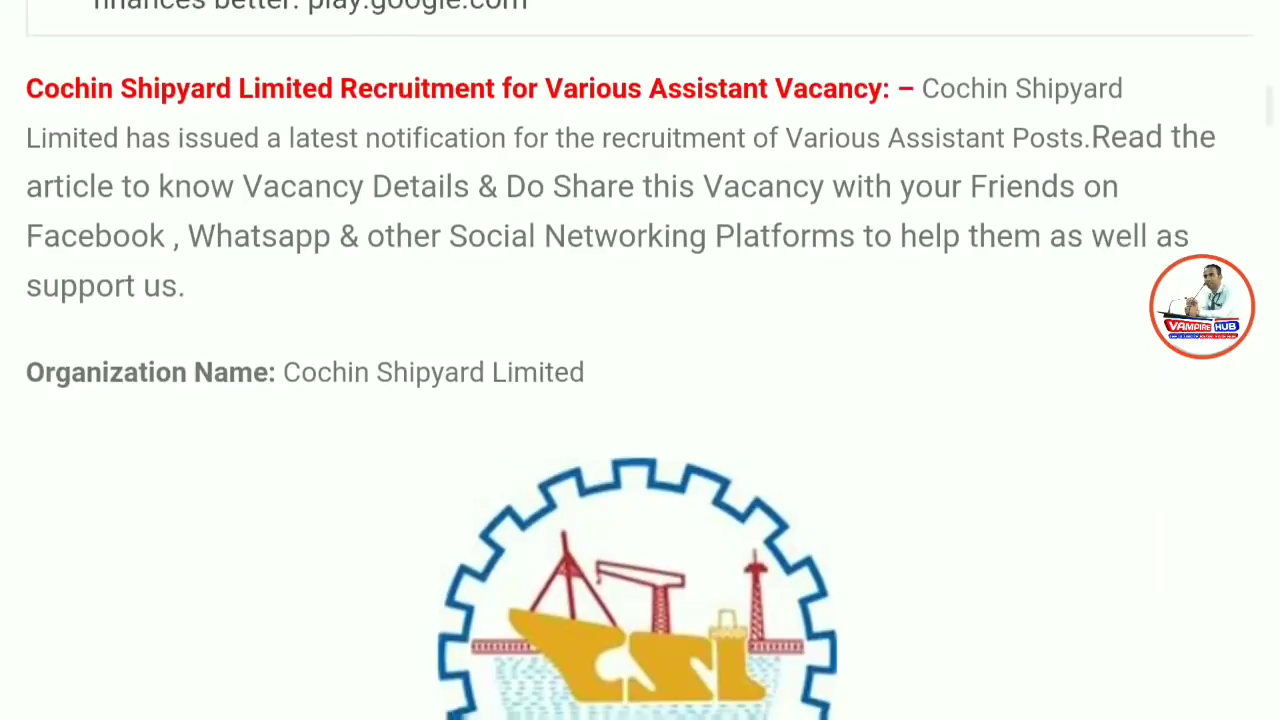 finances better. play.google.com
Cochin Shipyard Limited Recruitment for Various Assistant Vacancy: – Cochin Shipyard
Limited has issued a latest notification for the recruitment of Various Assistant Posts.Read the
article to know Vacancy Details & Do Share this Vacancy with your Friends on
Facebook , Whatsapp & other Social Networking Platforms to help them as well as
support us.
VAMPIRE HUB
Organization Name: Cochin Shipyard Limited
CSL